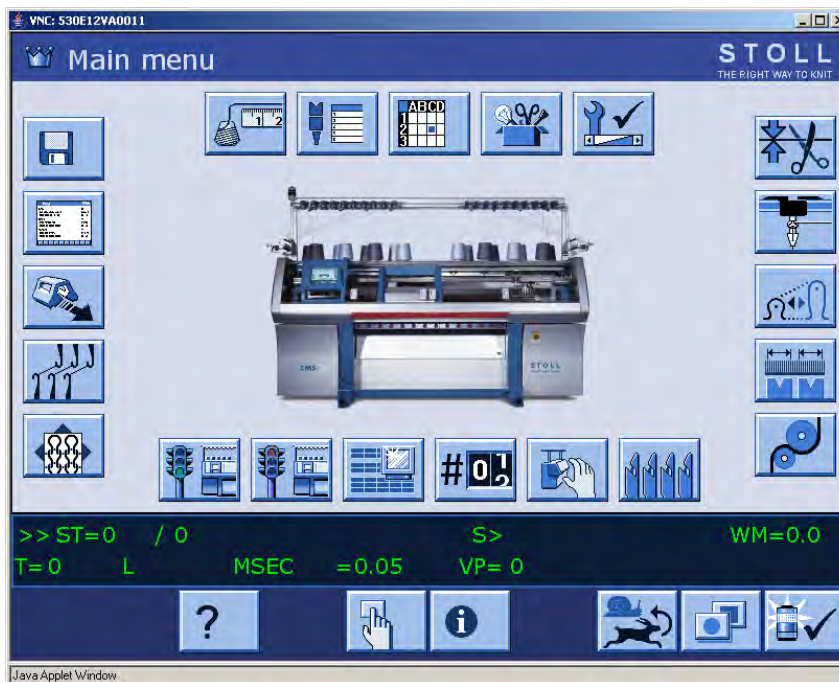 VNC: 530E12VA0011
Main menu
STOLL
THE RIGHT WAY TO KNIT
1 2
ABCD
1
2
3
CMS
STOLL
#
>> ST=0 / 0 S> WM=0.0
T= 0 L MSEC =0.05 VP= 0
?
i
Java Applet Window